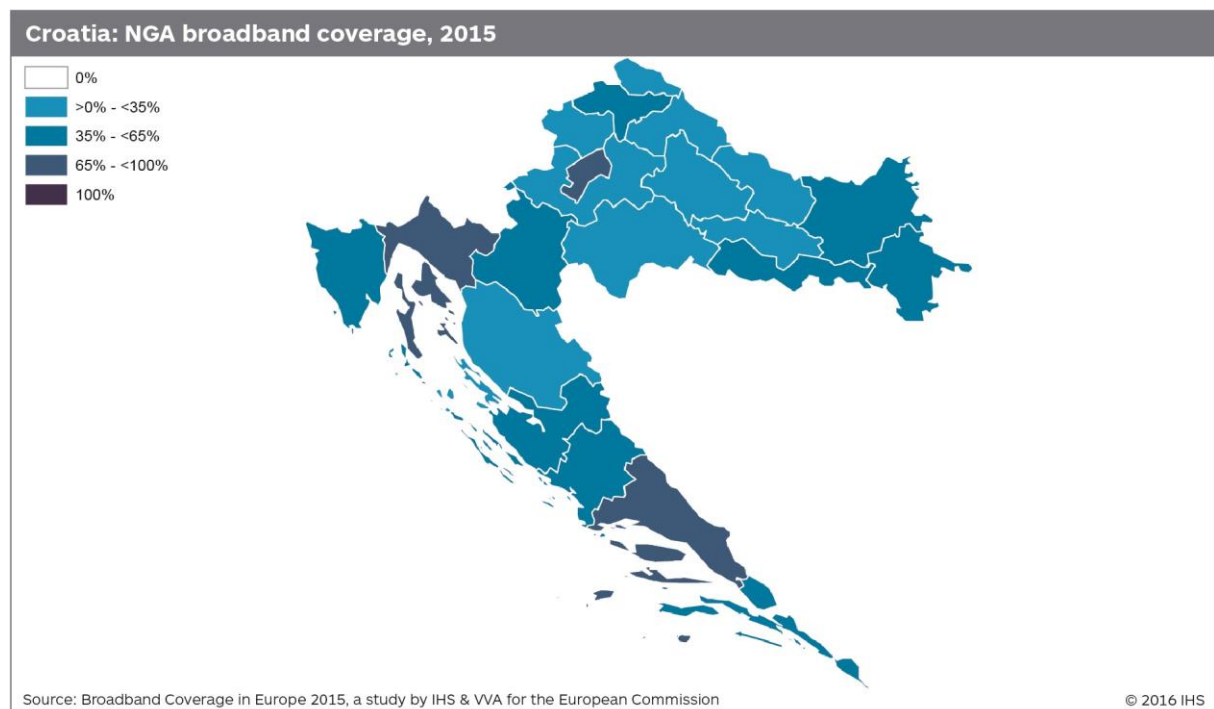 Croatia: NGA broadband coverage, 2015
0%
>0% - <35%
35% - <65%
65% - <100%
100%
Source: Broadband Coverage in Europe 2015, a study by IHS & VVA for the European Commission
© 2016 IHS